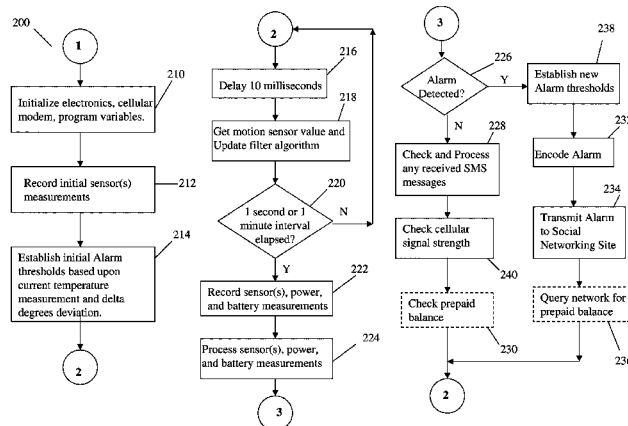 200
1
210
Initialize electronics, cellular
modem, program variables.
Record initial sensor(s)
measurements
212
214
Establish initial Alarm
thresholds based upon
current temperature
measurement and delta
degrees deviation.
2
2
216
Delay 10 milliseconds
218
Get motion sensor value and
Update filter algorithm
220
1 second or 1
minute interval
elapsed?
N
Y
222
Record sensor(s), power,
and battery measurements
224
Process sensor(s), power,
and battery measurements
3
3
226
Alarm
Detected?
Y
N
228
Check and Process
any received SMS
messages
Check cellular
signal strength
240
Check prepaid
balance
230
2
238
Establish new
Alarm thresholds
Encode Alarm
234
Transmit Alarm
to Social
Networking Site
Query network for
prepaid balance